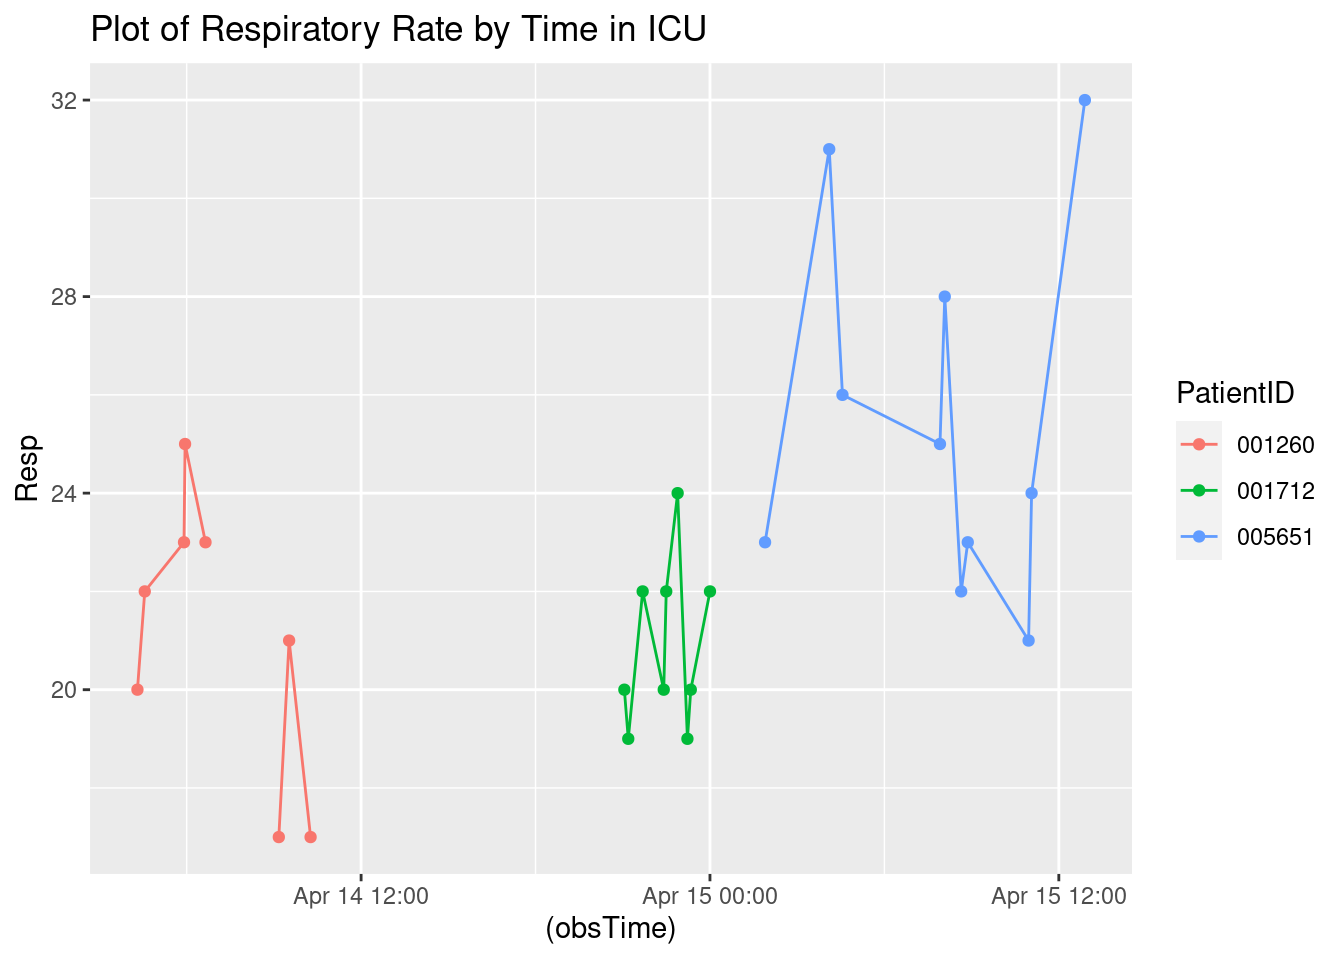 Plot of Respiratory Rate by Time in ICU
32
28
24
20
Resp
Apr 14 12:00
Apr 15 00:00
Apr 15 12:00
(obsTime)
PatientID
001260
001712
005651